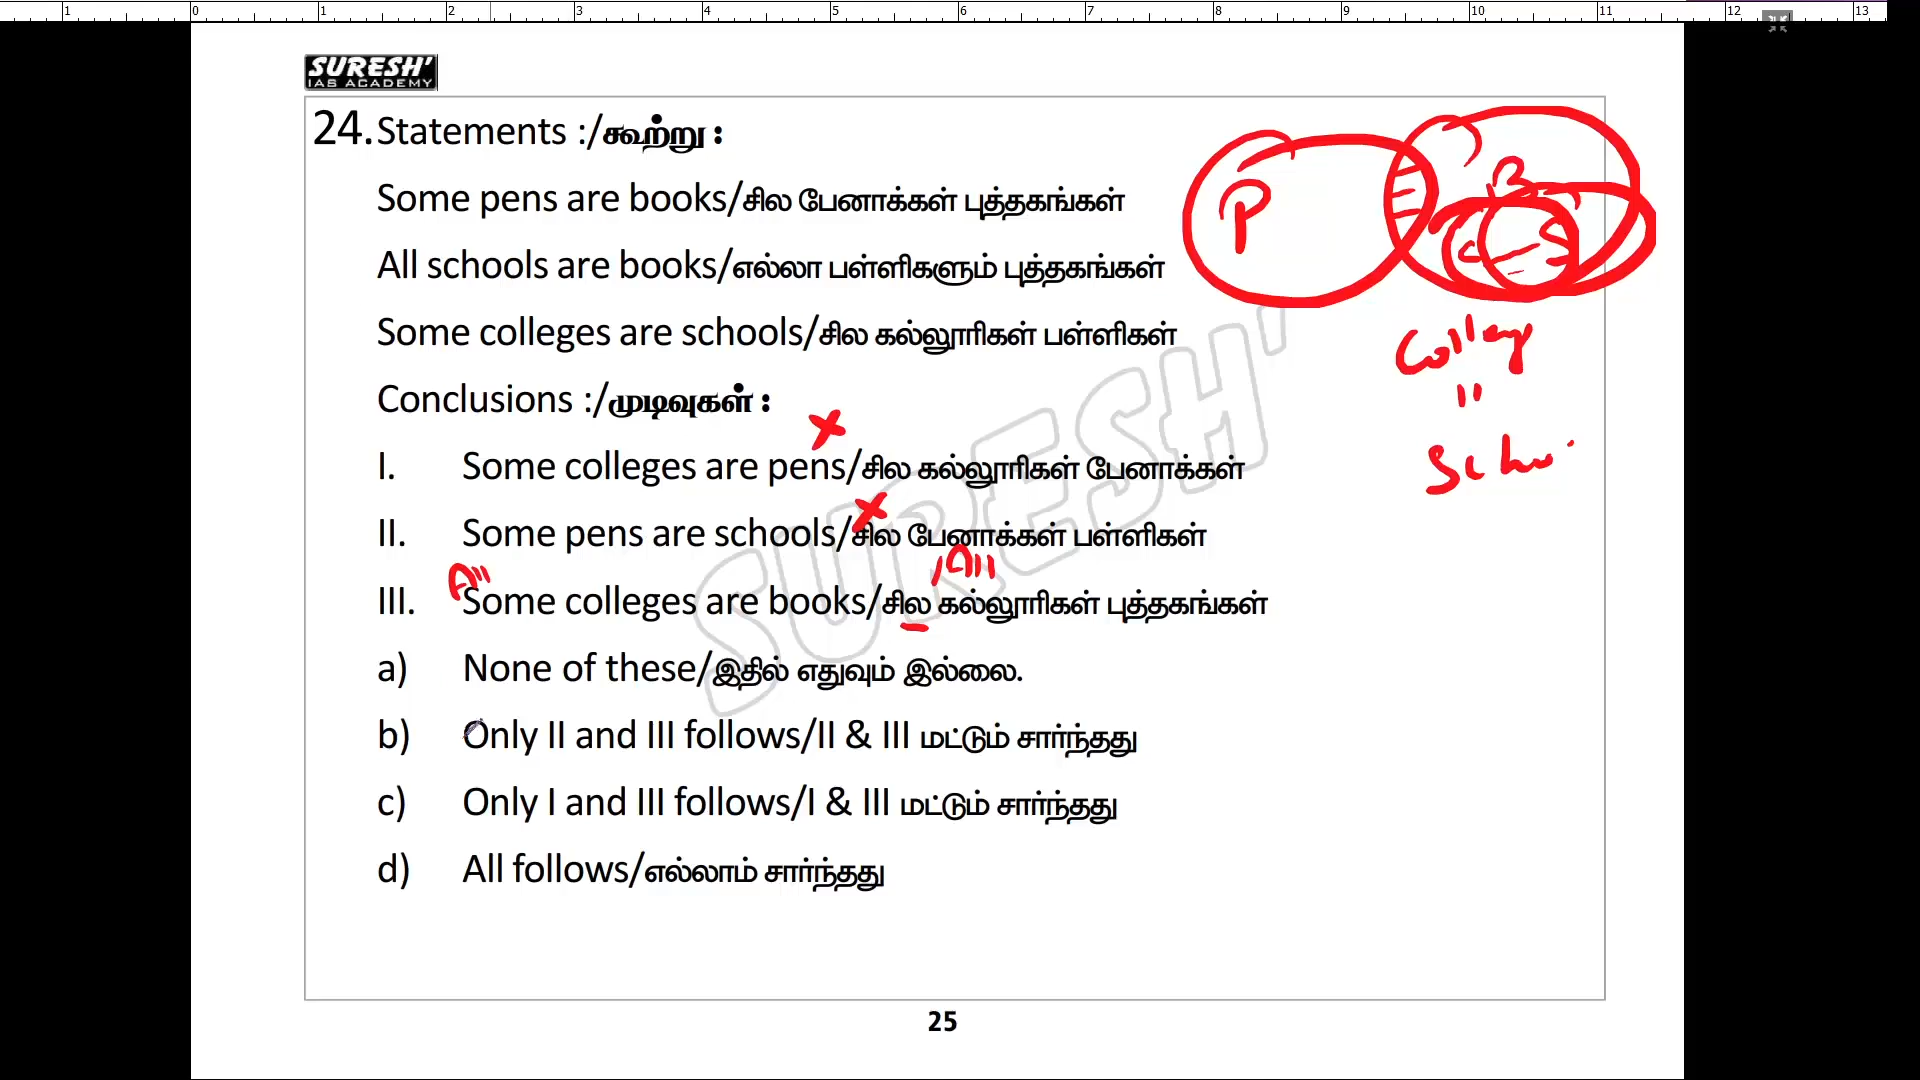 SURESH'
IAS ACADEMY
24. Statements :/கூற்று :
Some pens are books/சில பேனாக்கள் புத்தகங்கள்
All schools are books/எல்லா பள்ளிகளும் புத்தகங்கள்
Some colleges are schools/சில கல்லூரிகள் பள்ளிகள்
Conclusions :/முடிவுகள் :
I. Some colleges are pens/சில கல்லூரிகள் பேனாக்கள்
II. Some pens are schools/சில பேனாக்கள் பள்ளிகள்
III. Some colleges are books/சில கல்லூரிகள் புத்தகங்கள்
a) None of these/இதில் எதுவும் இல்லை.
b) Only II and III follows/II & III மட்டும் சார்ந்தது
c) Only I and III follows/I & III மட்டும் சார்ந்தது
d) All follows/எல்லாம் சார்ந்தது
25
P
B
C S
All
All
SURESH'